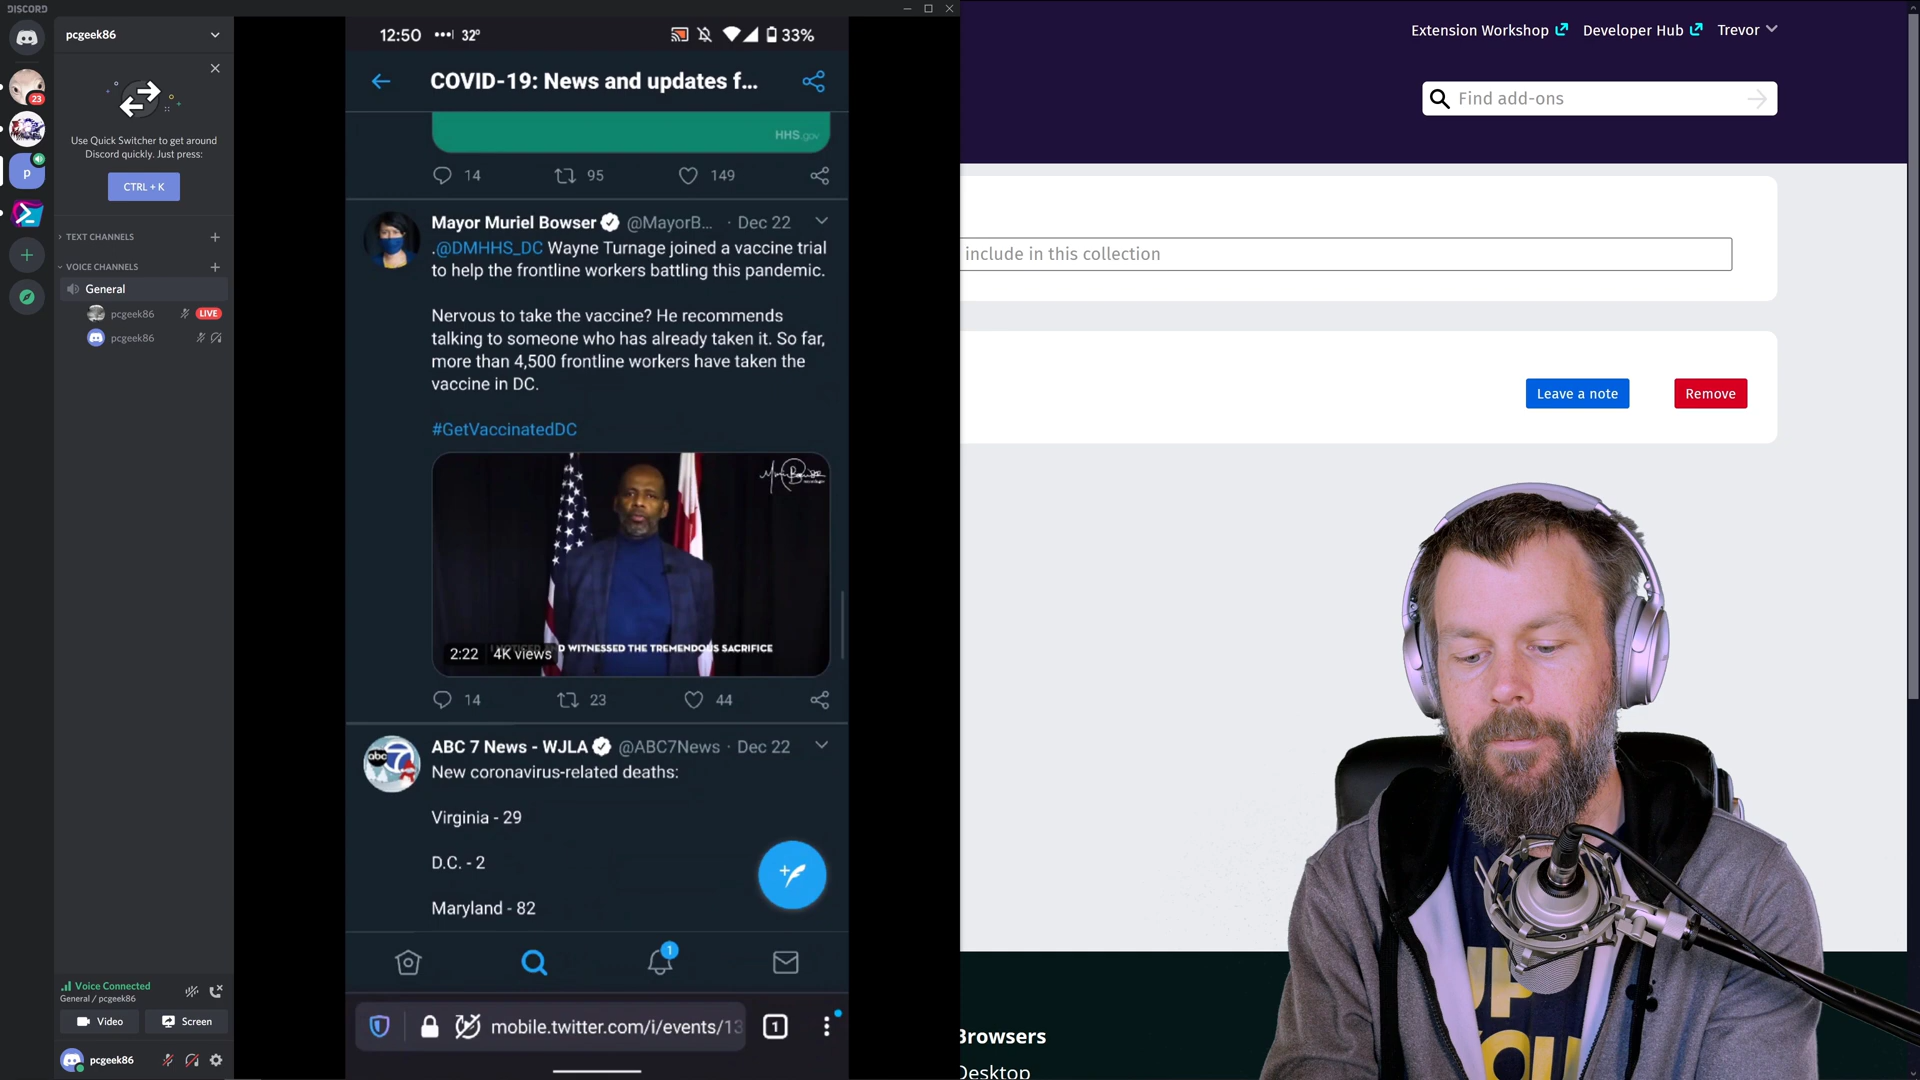 DISCORD
pcgeek86
Use Quick Switcher to get around
Discord quickly. Just press:
CTRL + K
23
P
TEXT CHANNELS
VOICE CHANNELS
General
pcgeek86
LIVE
pcgeek86
Voice Connected
General / pcgeek86
Video
Screen
pcgeek86
12:50
32°
33%
COVID-19: News and updates f...
HHS.gov
14
95
149
Mayor Muriel Bowser @MayorB... · Dec 22
.@DMHHS_DC Wayne Turnage joined a vaccine trial
to help the frontline workers battling this pandemic.
Nervous to take the vaccine? He recommends
talking to someone who has already taken it. So far,
more than 4,500 frontline workers have taken the
vaccine in DC.
#GetVaccinatedDC
2:22
4K views
D WITNESSED THE TREMENDOUS SACRIFICE
14
23
44
ABC 7 News - WJLA @ABC7News · Dec 22
abc 7
New coronavirus-related deaths:
Virginia - 29
D.C. - 2
Maryland - 82
1
mobile.twitter.com/i/events/13
1
Extension Workshop
Developer Hub
Trevor
Find add-ons
include in this collection
Leave a note
Remove
Browsers
Desktop